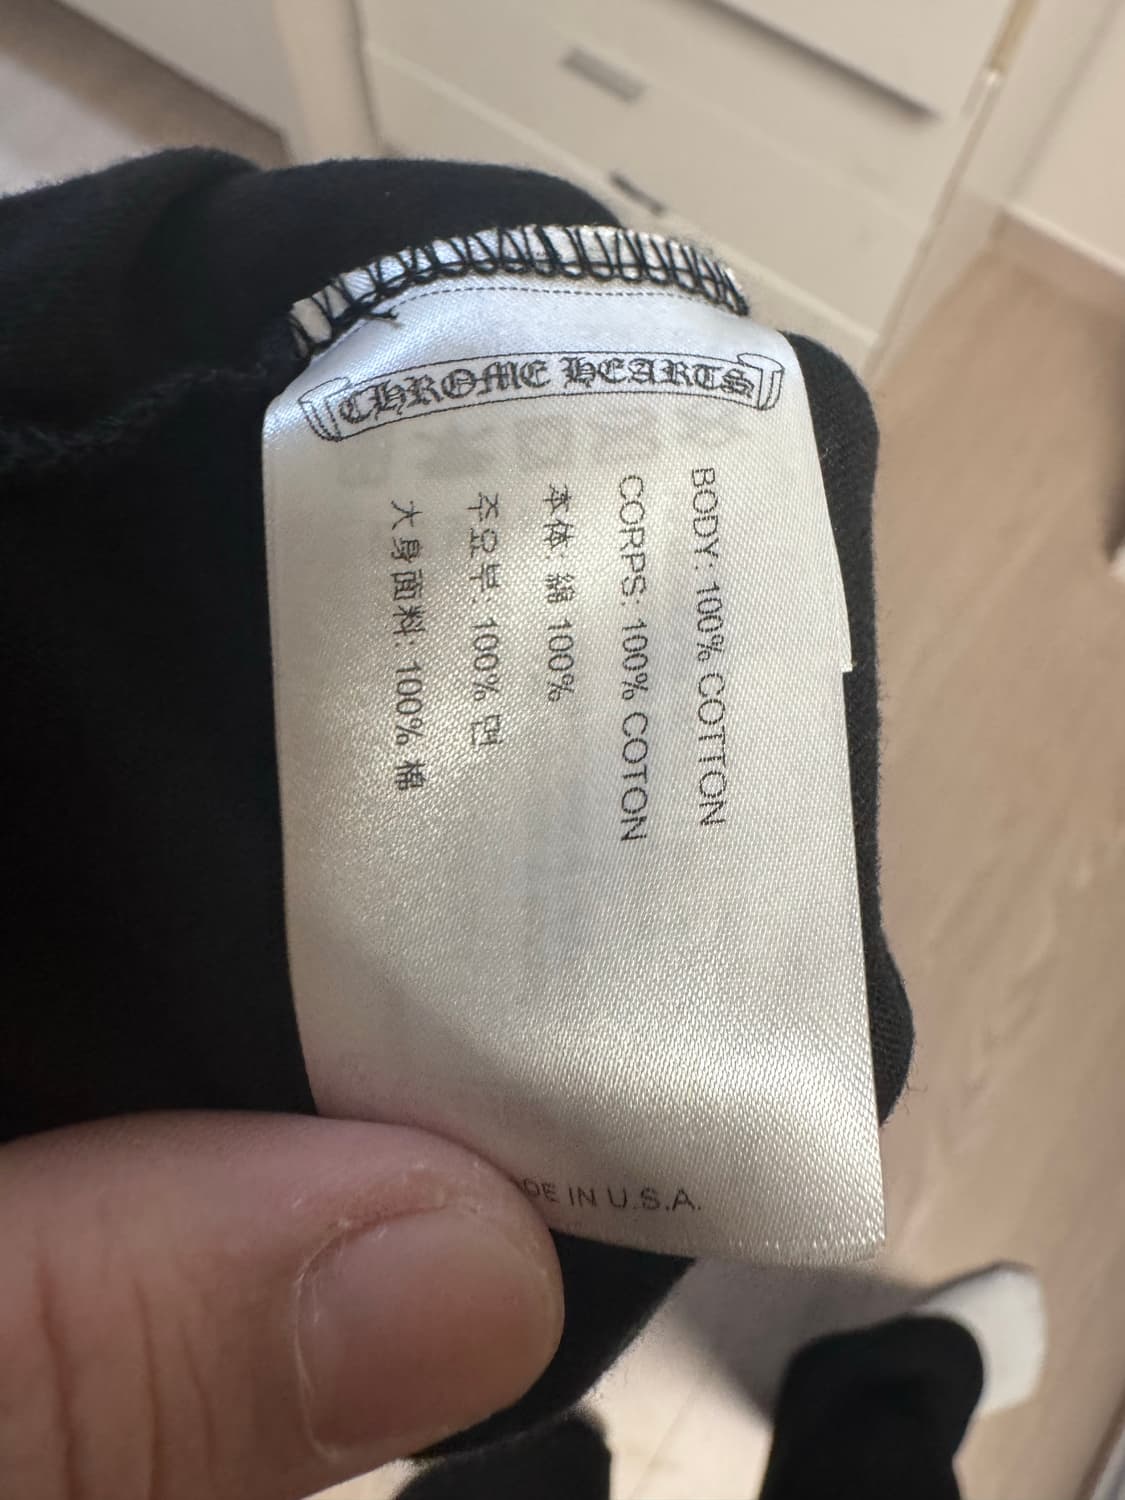 CHROME HEARTS
BODY: 100% COTTON
CORPS: 100% COTON
本体: 綿 100%
주요부: 100% 면
大身面料: 100% 棉
DE IN U.S.A.